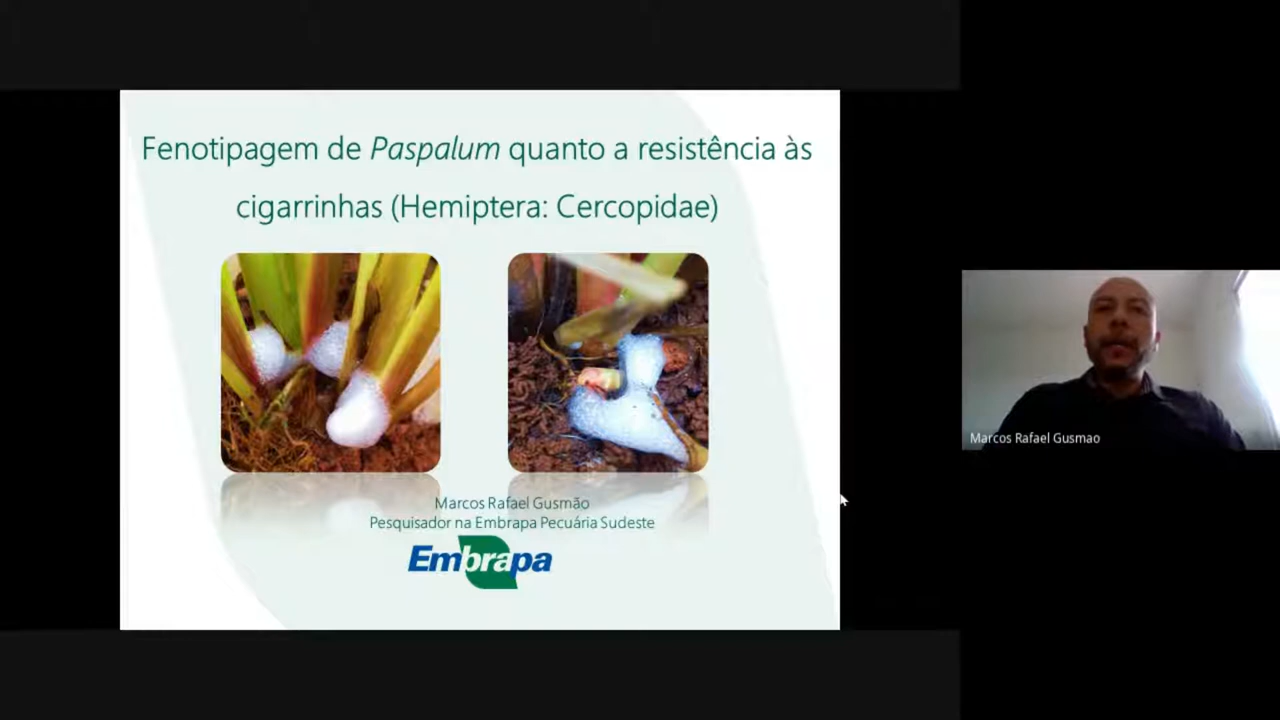 Fenotipagem de Paspalum quanto a resistência às
cigarrinhas (Hemiptera: Cercopidae)
Marcos Rafael Gusmão
Pesquisador na Embrapa Pecuária Sudeste
Embrapa
Marcos Rafael Gusmao